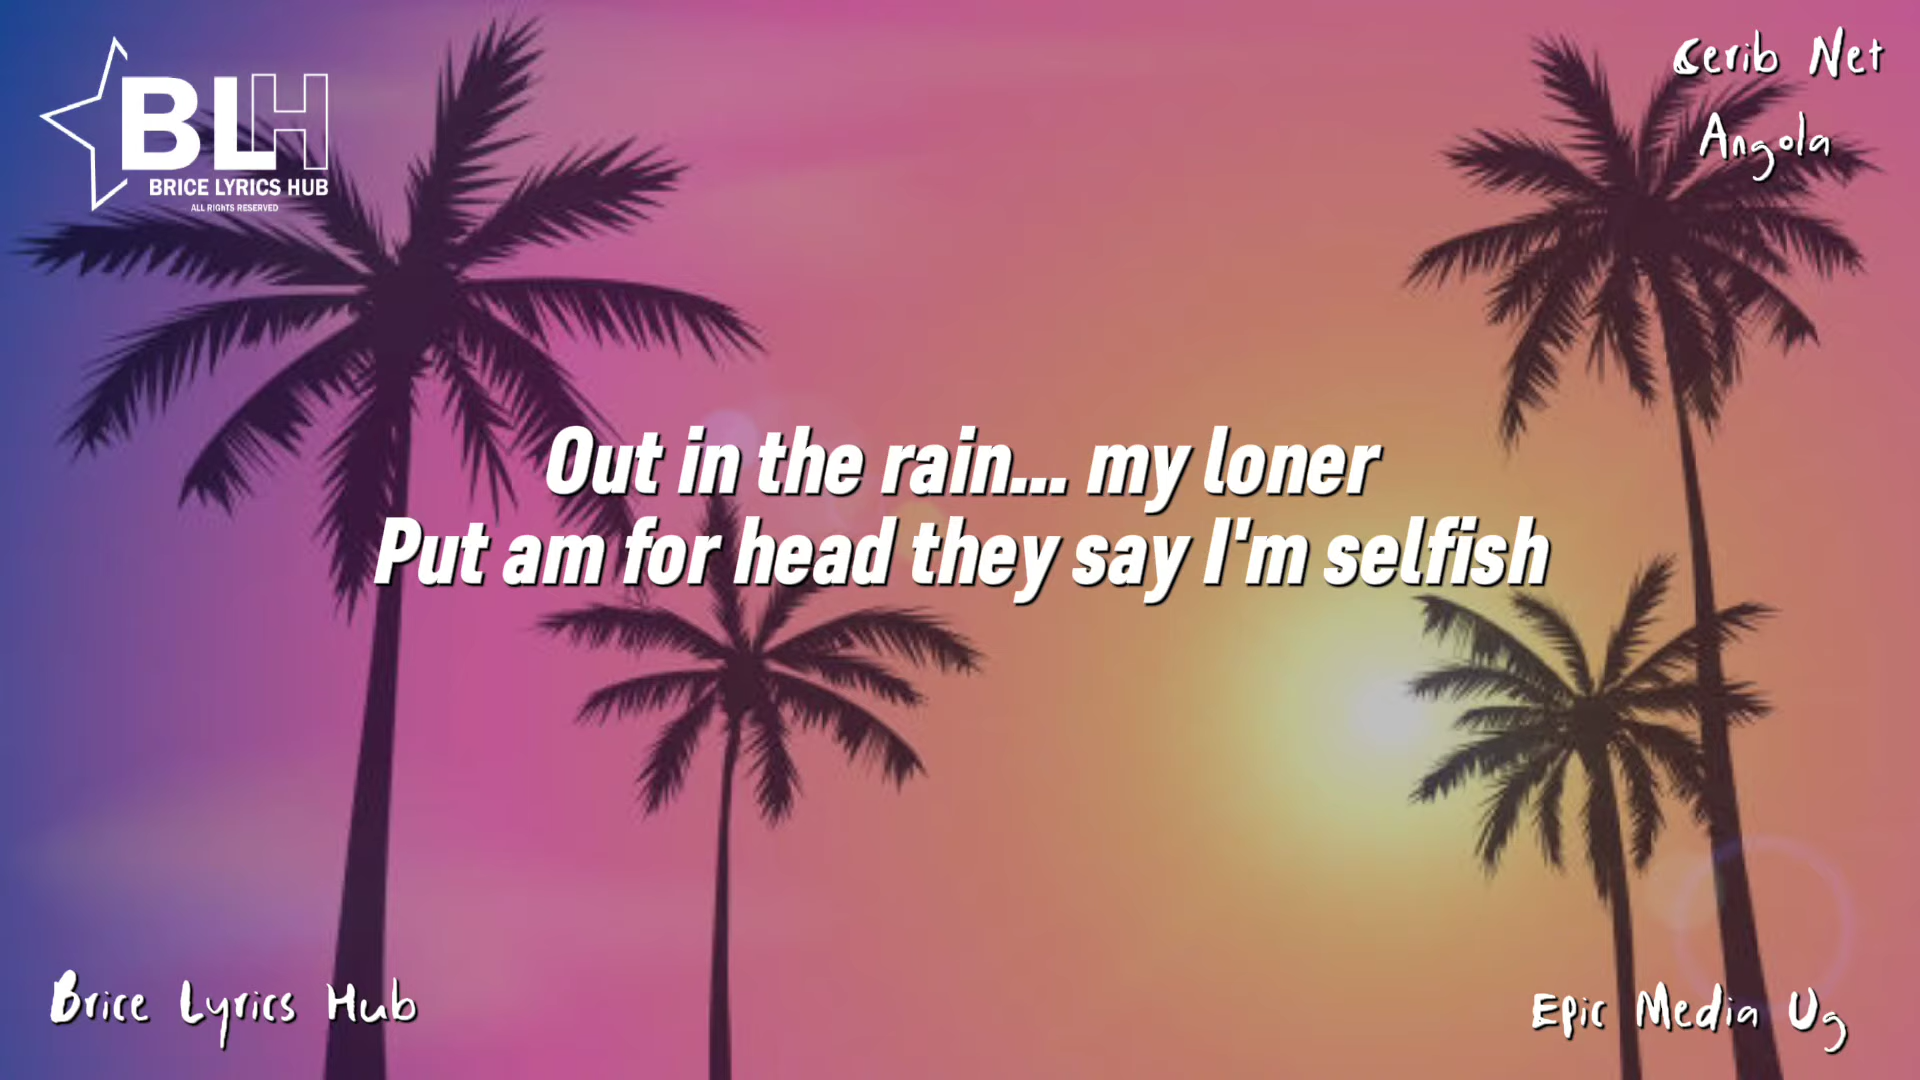 BLH
BRICE LYRICS HUB
ALL RIGHTS RESERVED
Cerib Net
Angola
Out in the rain... my loner
Put am for head they say I'm selfish
Brice Lyrics Hub
Epic Media Ug